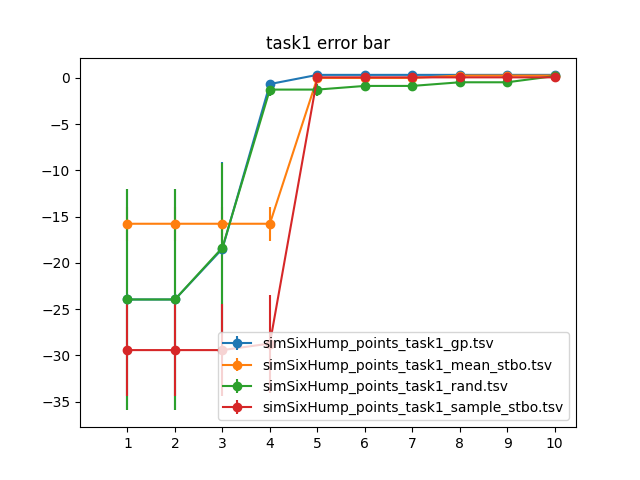 task1 error bar
0
−5
−10
−15
−20
−25
−30
−35
simSixHump_points_task1_gp.tsv
simSixHump_points_task1_mean_stbo.tsv
simSixHump_points_task1_rand.tsv
simSixHump_points_task1_sample_stbo.tsv
1 2 3 4 5 6 7 8 9 10